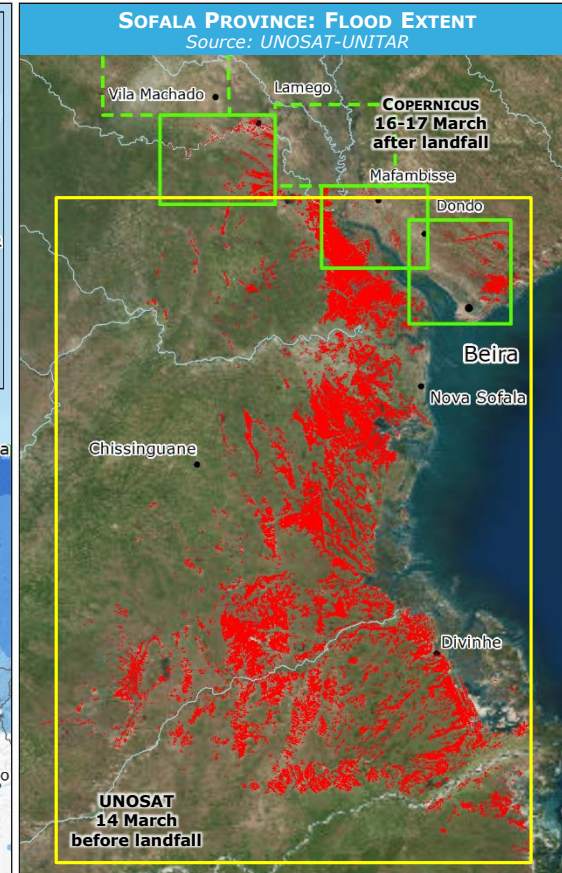 SOFALA PROVINCE: FLOOD EXTENT
Source: UNOSAT-UNITAR
Vila Machado
Lamego
COPERNICUS
16-17 March
after landfall
Mafambisse
Dondo
Beira
Nova Sofala
a
Chissinguane
Divinhe
o
UNOSAT
14 March
before landfall